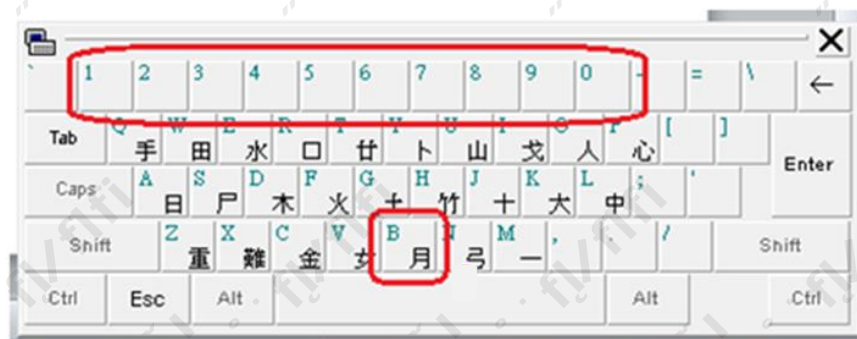 ` 1 2 3 4 5 6 7 8 9 0 - = \ ←
Tab Q 手 W 田 E 水 R 口 T 廿 Y 卜 U 山 I 戈 O 人 P 心 [ ] Enter
Caps A 日 S 尸 D 木 F 火 G 土 H 竹 J 十 K 大 L 中 ; '
Shift Z 重 X 難 C 金 V 女 B 月 N 弓 M 一 , . / Shift
Ctrl Esc Alt Alt Ctrl